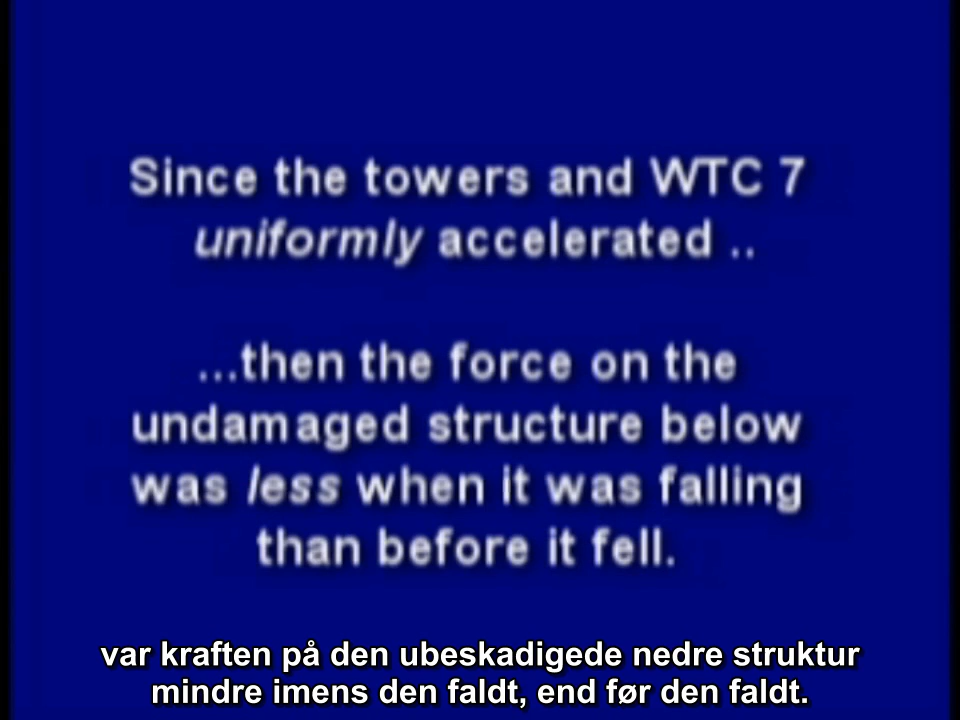 Since the towers and WTC 7
uniformly accelerated ..
...then the force on the
undamaged structure below
was less when it was falling
than before it fell.
var kraften på den ubeskadigede nedre struktur
mindre imens den faldt, end før den faldt.